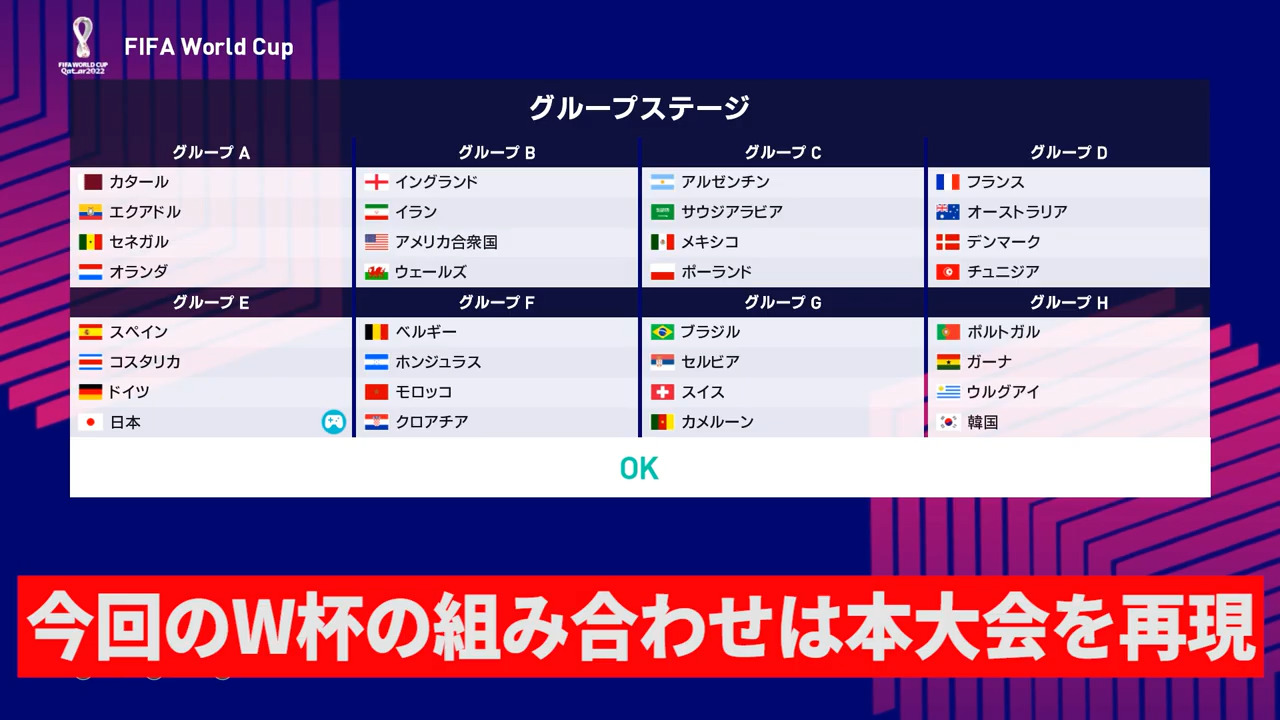 FIFA World Cup
FIFA WORLD CUP
Qatar2022
グループステージ
グループ A
カタール
エクアドル
セネガル
オランダ
グループ B
イングランド
イラン
アメリカ合衆国
ウェールズ
グループ C
アルゼンチン
サウジアラビア
メキシコ
ポーランド
グループ D
フランス
オーストラリア
デンマーク
チュニジア
グループ E
スペイン
コスタリカ
ドイツ
日本
グループ F
ベルギー
ホンジュラス
モロッコ
クロアチア
グループ G
ブラジル
セルビア
スイス
カメルーン
グループ H
ポルトガル
ガーナ
ウルグアイ
韓国
OK
今回のW杯の組み合わせは本大会を再現